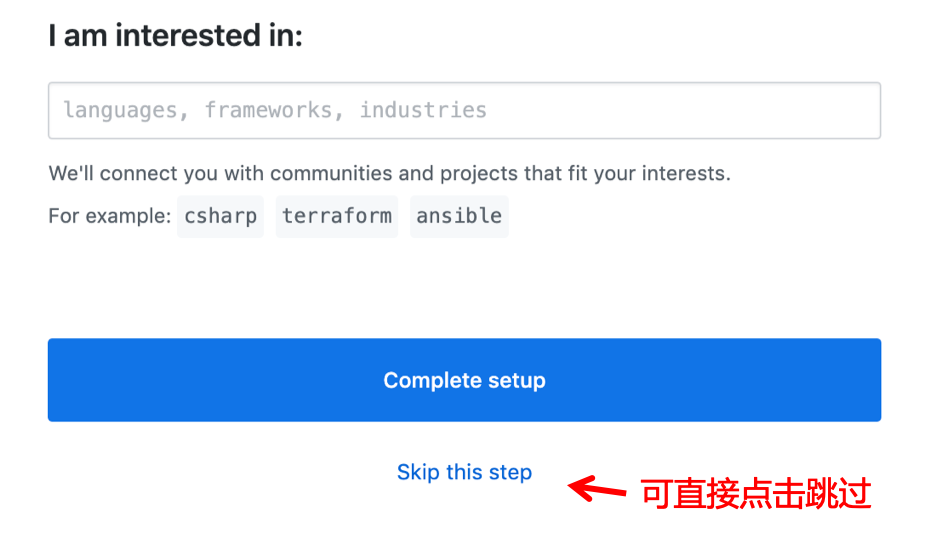 I am interested in:
languages, frameworks, industries
We'll connect you with communities and projects that fit your interests.
For example: csharp terraform ansible
Complete setup
Skip this step
可直接点击跳过